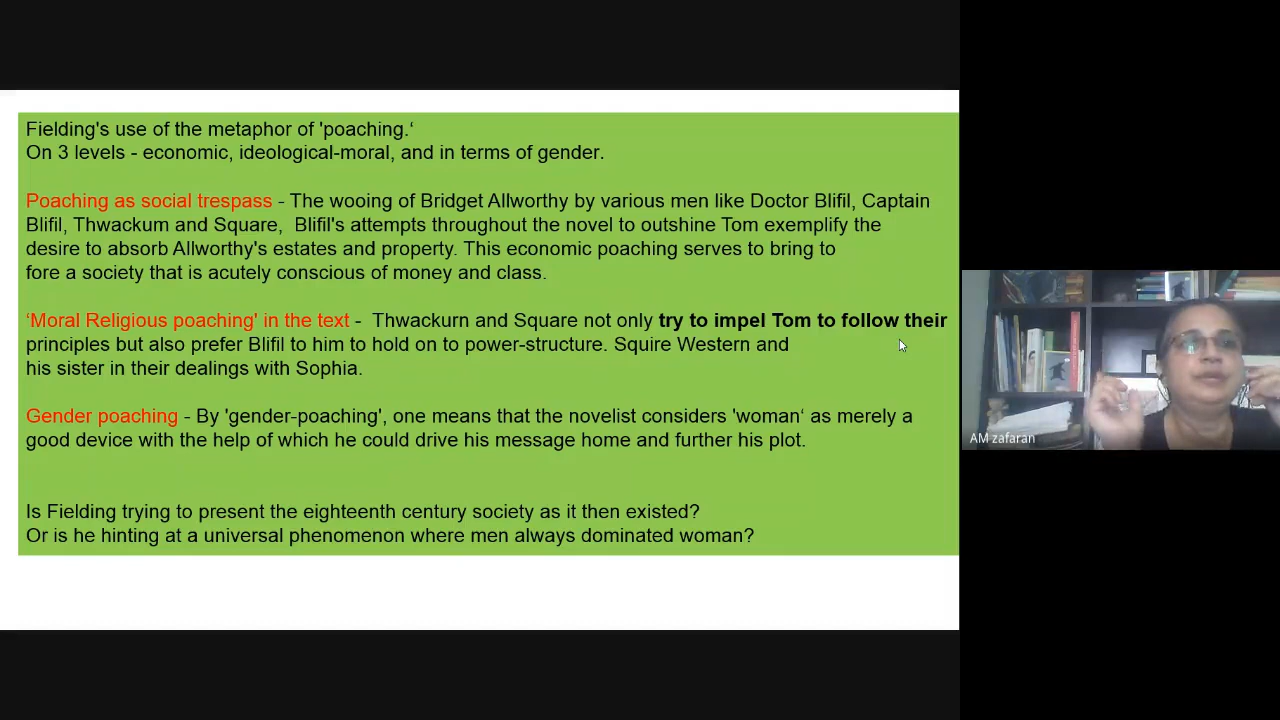 Fielding's use of the metaphor of 'poaching.‘
On 3 levels - economic, ideological-moral, and in terms of gender.
Poaching as social trespass - The wooing of Bridget Allworthy by various men like Doctor Blifil, Captain
Blifil, Thwackum and Square,  Blifil's attempts throughout the novel to outshine Tom exemplify the
desire to absorb Allworthy's estates and property. This economic poaching serves to bring to
fore a society that is acutely conscious of money and class.
‘Moral Religious poaching' in the text -  Thwackurn and Square not only try to impel Tom to follow their
principles but also prefer Blifil to him to hold on to power-structure. Squire Western and
his sister in their dealings with Sophia.
Gender poaching - By 'gender-poaching', one means that the novelist considers 'woman‘ as merely a
good device with the help of which he could drive his message home and further his plot.
Is Fielding trying to present the eighteenth century society as it then existed?
Or is he hinting at a universal phenomenon where men always dominated woman?
AM zafaran